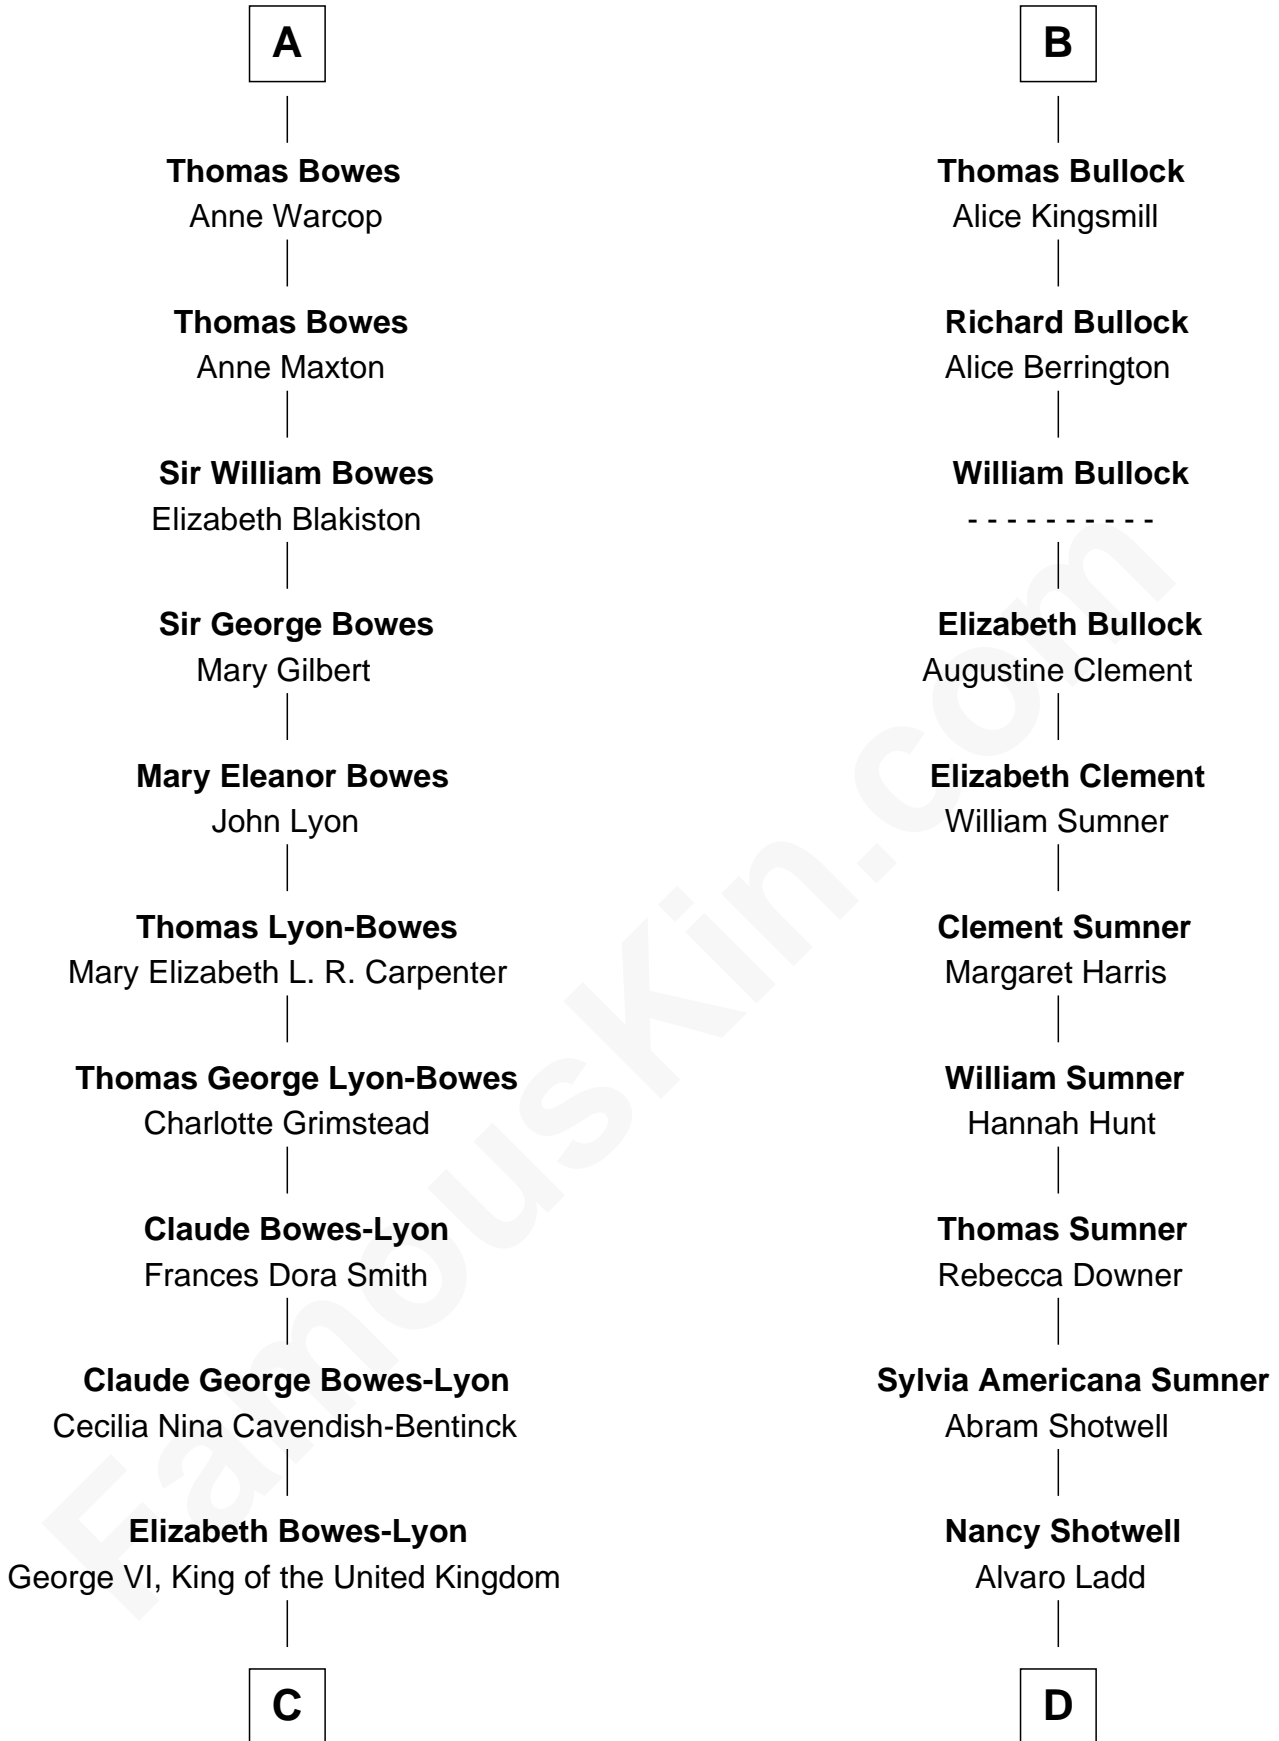 A
Thomas Bowes
Anne Warcop
Thomas Bowes
Anne Maxton
Sir William Bowes
Elizabeth Blakiston
Sir George Bowes
Mary Gilbert
Mary Eleanor Bowes
John Lyon
Thomas Lyon-Bowes
Mary Elizabeth L. R. Carpenter
Thomas George Lyon-Bowes
Charlotte Grimstead
Claude Bowes-Lyon
Frances Dora Smith
Claude George Bowes-Lyon
Cecilia Nina Cavendish-Bentinck
Elizabeth Bowes-Lyon
George VI, King of the United Kingdom
C
B
Thomas Bullock
Alice Kingsmill
Richard Bullock
Alice Berrington
William Bullock
- - - - - - - - - -
Elizabeth Bullock
Augustine Clement
Elizabeth Clement
William Sumner
Clement Sumner
Margaret Harris
William Sumner
Hannah Hunt
Thomas Sumner
Rebecca Downer
Sylvia Americana Sumner
Abram Shotwell
Nancy Shotwell
Alvaro Ladd
D
FamousKin.com